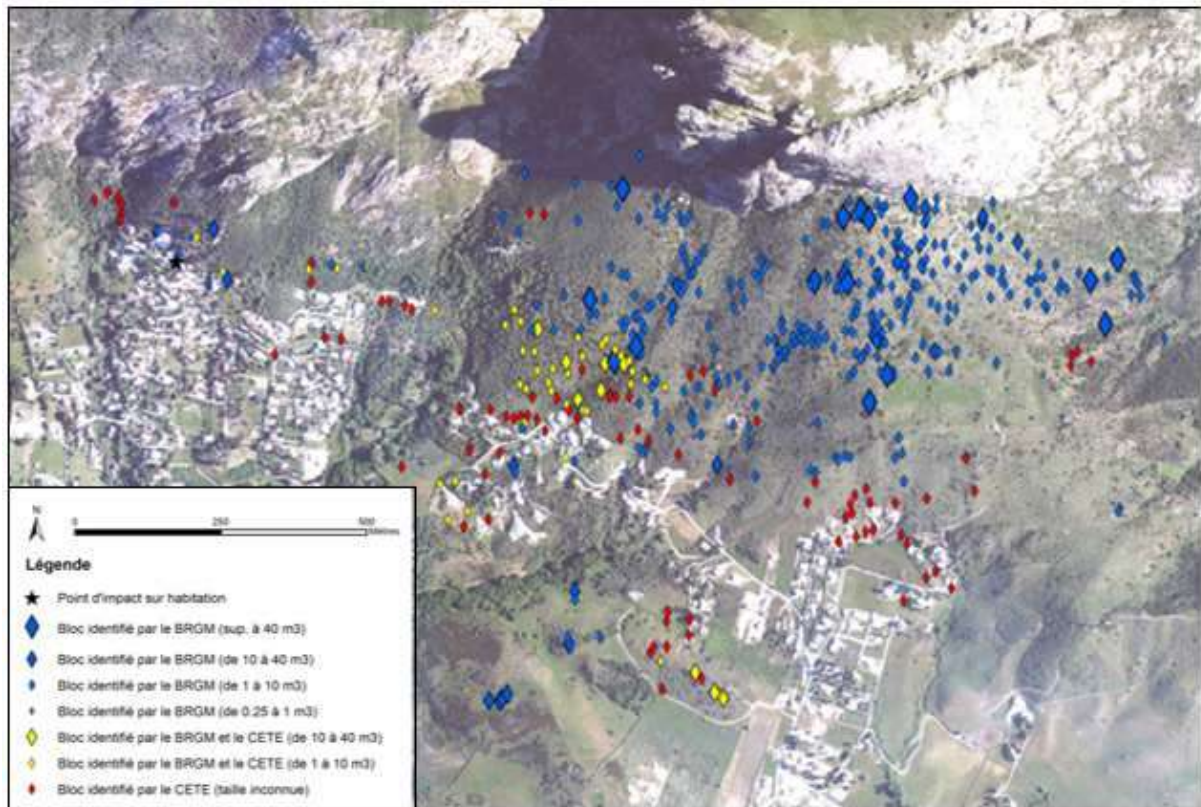 N
0 250 500
Mètres
Légende
Point d'impact sur habitation
Bloc identifié par le BRGM (sup. à 40 m3)
Bloc identifié par le BRGM (de 10 à 40 m3)
Bloc identifié par le BRGM (de 1 à 10 m3)
Bloc identifié par le BRGM (de 0.25 à 1 m3)
Bloc identifié par le BRGM et le CETE (de 10 à 40 m3)
Bloc identifié par le BRGM et le CETE (de 1 à 10 m3)
Bloc identifié par le CETE (taille inconnue)